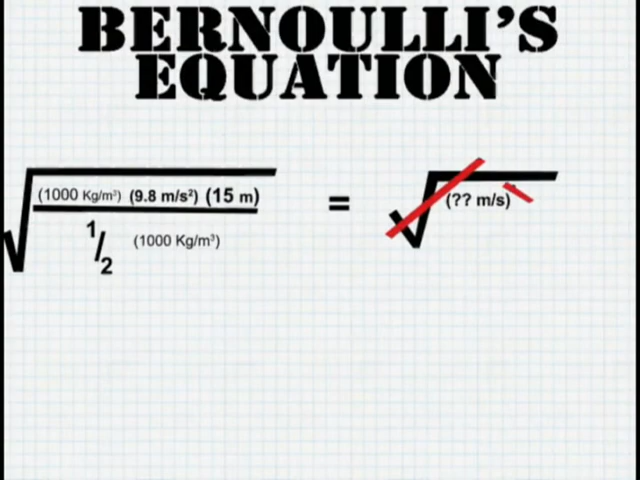 BERNOULLI'S
EQUATION
√ (1000 Kg/m³) (9.8 m/s²) (15 m) = √ (?? m/s)
1/2 (1000 Kg/m³)